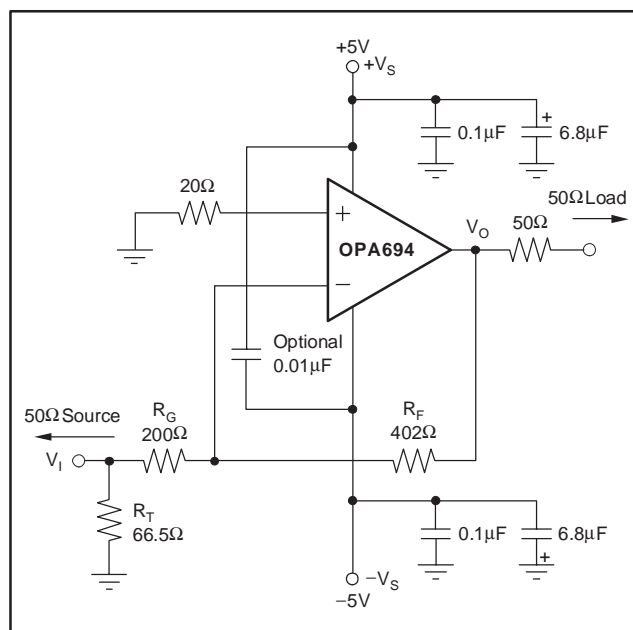 +5V
+V_S
0.1μF
6.8μF
+
20Ω
50Ω Load
V_O
50Ω
+
OPA694
−
Optional
0.01μF
50Ω Source
R_G
200Ω
R_F
402Ω
V_I
R_T
66.5Ω
0.1μF
6.8μF
+
−V_S
−5V